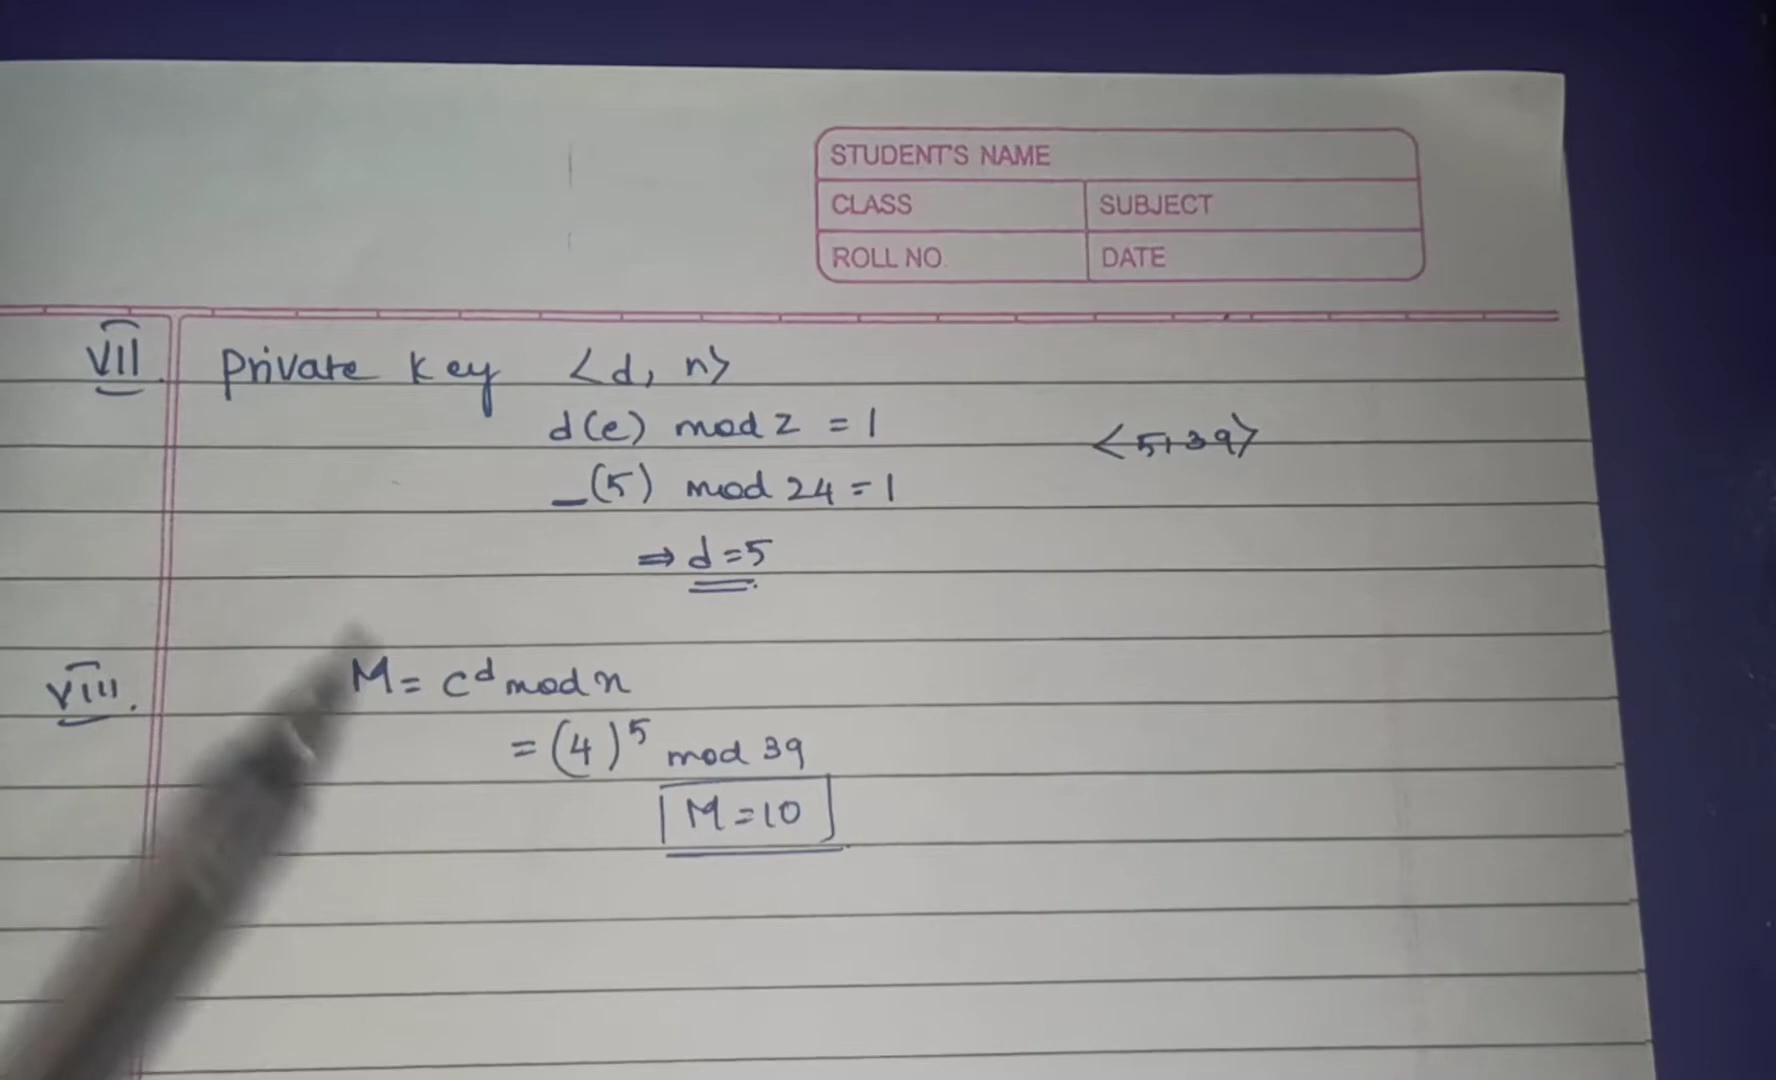 STUDENT'S NAME
CLASS SUBJECT
ROLL NO. DATE
VII. Private key <d, n>
d(e) mod z = 1 <5,39>
_(5) mod 24 = 1
⇒ d=5
VIII. M= c^d mod n
= (4)^5 mod 39
M=10